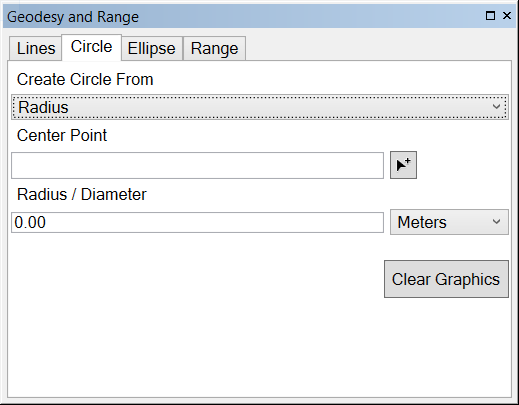 Geodesy and Range
Lines Circle Ellipse Range
Create Circle From
Radius
Center Point
Radius / Diameter
0.00 Meters
Clear Graphics